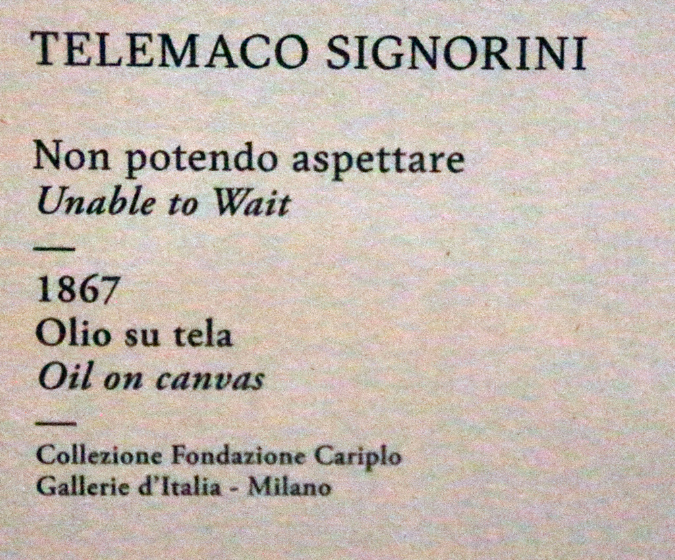 TELEMACO SIGNORINI
Non potendo aspettare
Unable to Wait
1867
Olio su tela
Oil on canvas
Collezione Fondazione Cariplo
Gallerie d'Italia - Milano